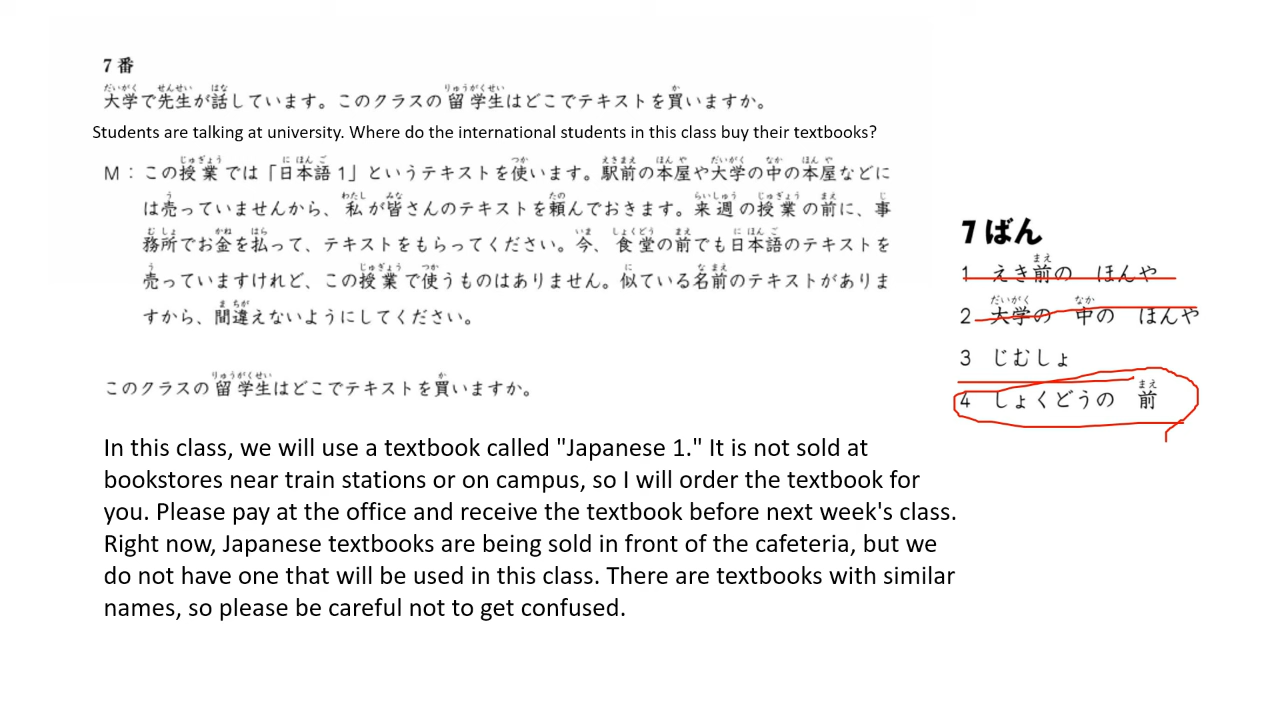 7番
大学で先生が話しています。このクラスの留学生はどこでテキストを買いますか。
Students are talking at university. Where do the international students in this class buy their textbooks?
M：この授業では「日本語1」というテキストを使います。駅前の本屋や大学の中の本屋などに
は売っていませんから、私が皆さんのテキストを頼んでおきます。来週の授業の前に、事
務所でお金を払って、テキストをもらってください。今、食堂の前でも日本語のテキストを
売っていますけれど、この授業で使うものはありません。似ている名前のテキストがありま
すから、間違えないようにしてください。
このクラスの留学生はどこでテキストを買いますか。
In this class, we will use a textbook called "Japanese 1." It is not sold at
bookstores near train stations or on campus, so I will order the textbook for
you. Please pay at the office and receive the textbook before next week's class.
Right now, Japanese textbooks are being sold in front of the cafeteria, but we
do not have one that will be used in this class. There are textbooks with similar
names, so please be careful not to get confused.
7ばん
1 えき前の ほんや
2 大学の 中の ほんや
3 じむしょ
4 しょくどうの 前